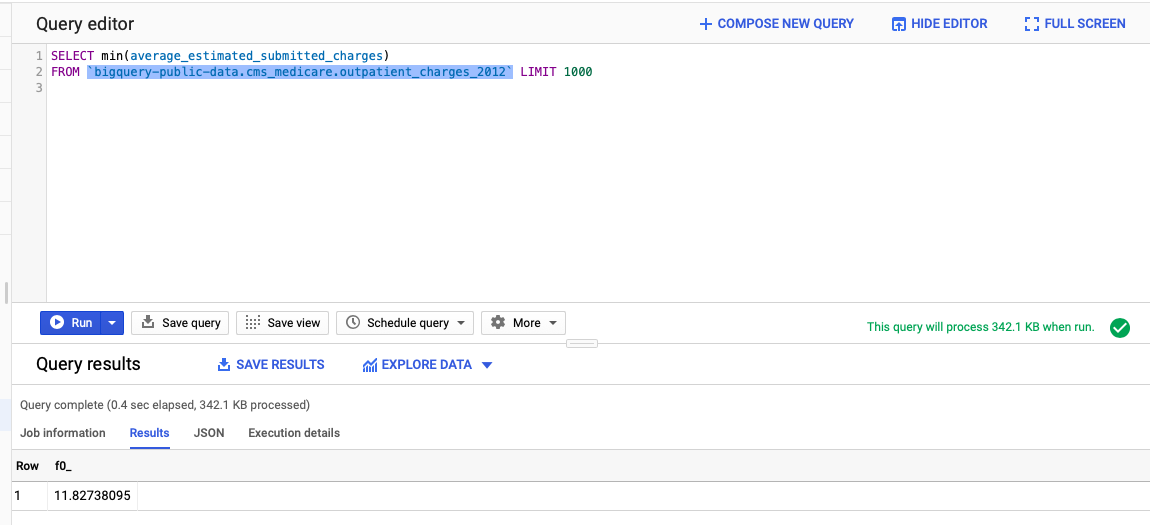 Query editor
COMPOSE NEW QUERY
HIDE EDITOR
FULL SCREEN
1 SELECT min(average_estimated_submitted_charges)
2 FROM `bigquery-public-data.cms_medicare.outpatient_charges_2012` LIMIT 1000
3
Run
Save query
Save view
Schedule query
More
This query will process 342.1 KB when run.
Query results
SAVE RESULTS
EXPLORE DATA
Query complete (0.4 sec elapsed, 342.1 KB processed)
Job information
Results
JSON
Execution details
Row f0_
1 11.82738095